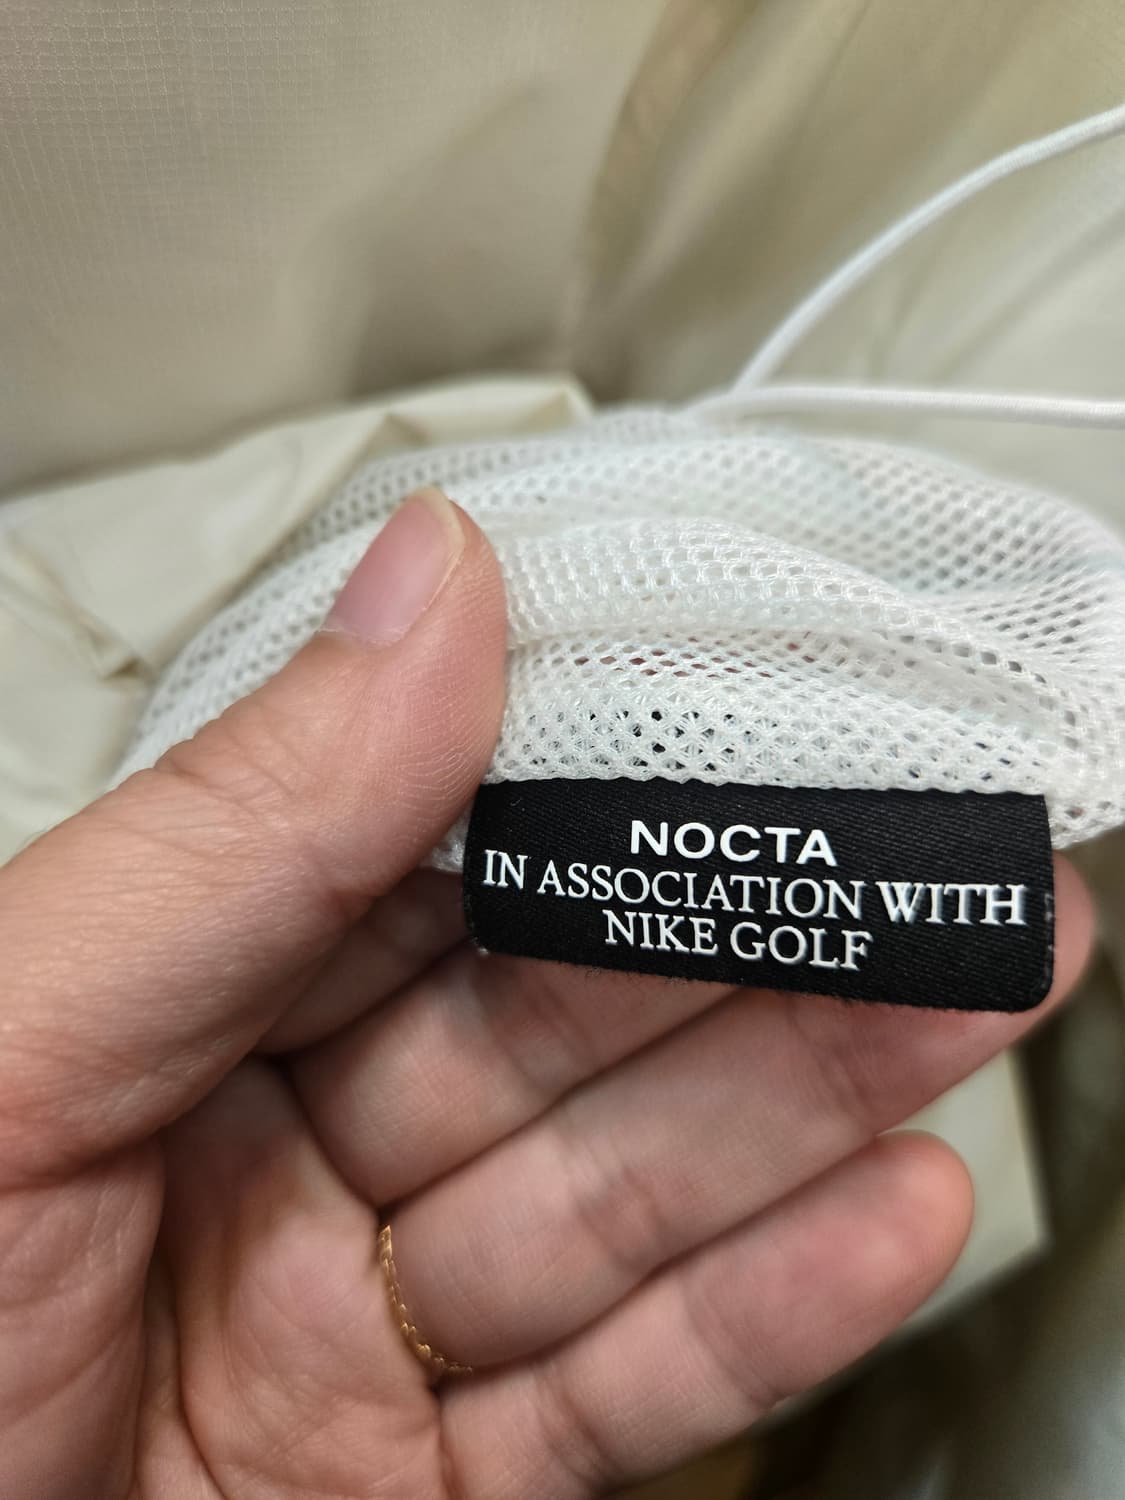 NOCTA
IN ASSOCIATION WITH
NIKE GOLF